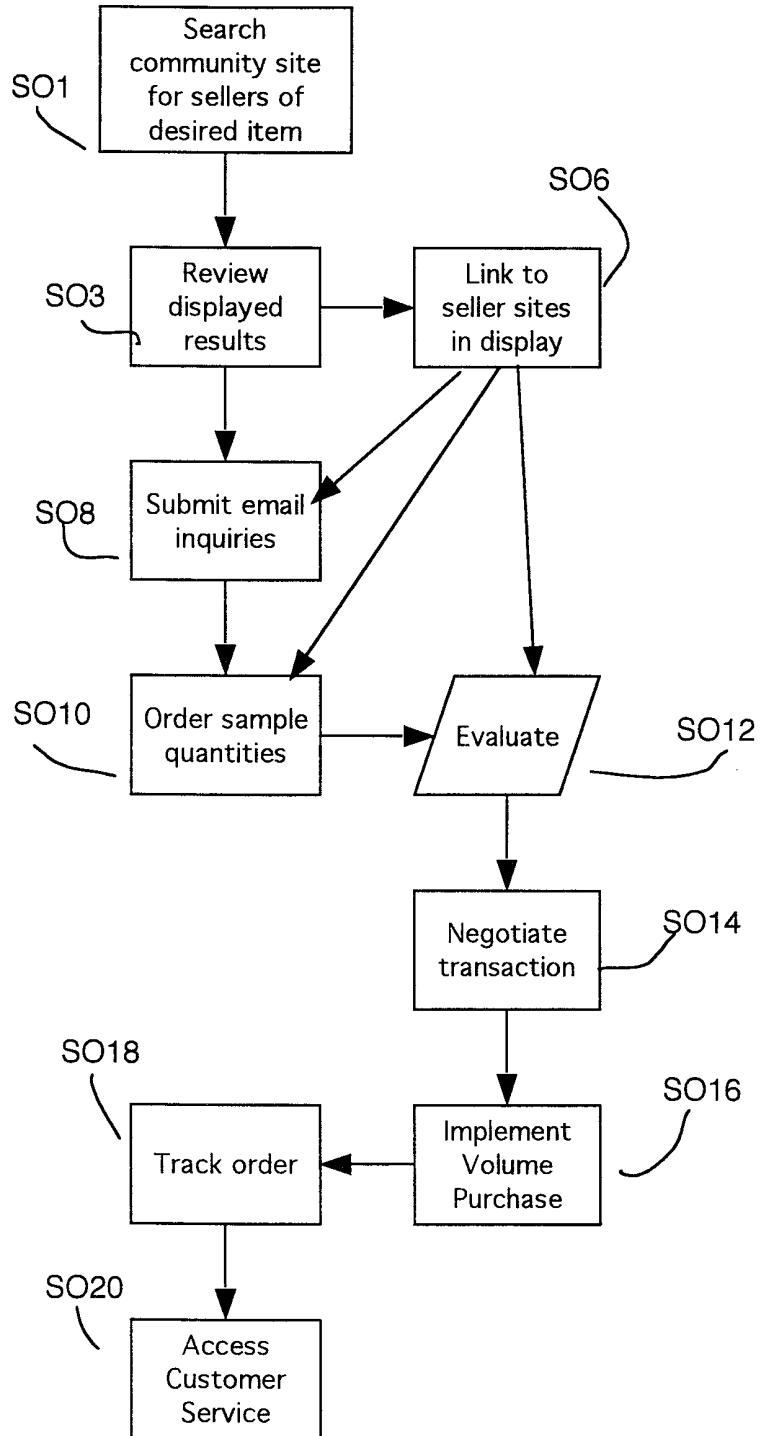 Search
community site
for sellers of
desired item
SO1
SO6
Review
displayed
results
SO3
Link to
seller sites
in display
Submit email
inquiries
SO8
Order sample
quantities
SO10
Evaluate
SO12
Negotiate
transaction
SO14
SO18
Track order
Implement
Volume
Purchase
SO16
SO20
Access
Customer
Service